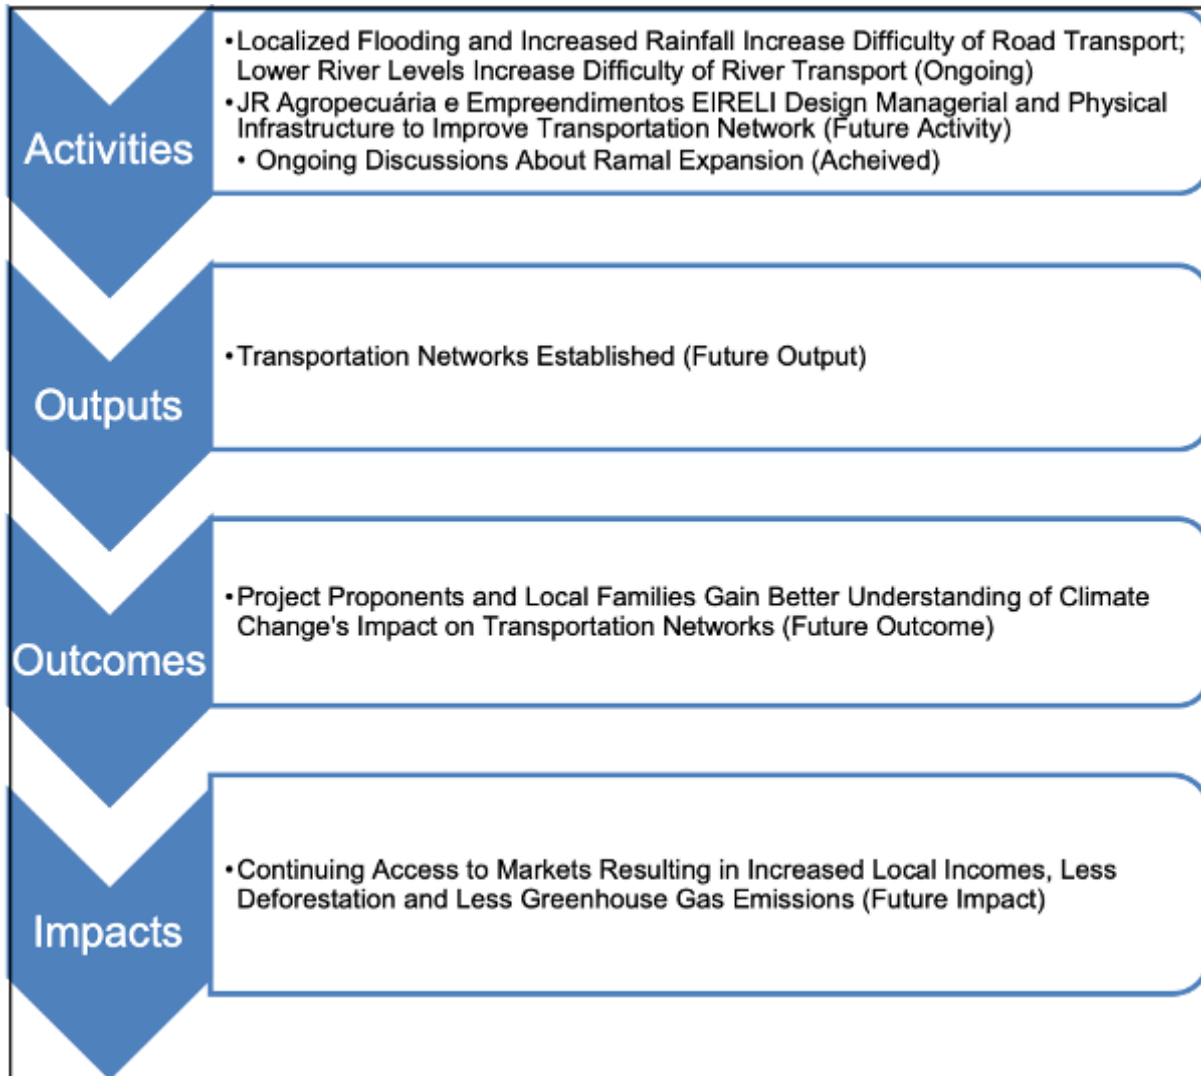 Activities
•Localized Flooding and Increased Rainfall Increase Difficulty of Road Transport;
Lower River Levels Increase Difficulty of River Transport (Ongoing)
•JR Agropecuária e Empreendimentos EIRELI Design Managerial and Physical
Infrastructure to Improve Transportation Network (Future Activity)
• Ongoing Discussions About Ramal Expansion (Acheived)
Outputs
•Transportation Networks Established (Future Output)
Outcomes
•Project Proponents and Local Families Gain Better Understanding of Climate
Change's Impact on Transportation Networks (Future Outcome)
Impacts
•Continuing Access to Markets Resulting in Increased Local Incomes, Less
Deforestation and Less Greenhouse Gas Emissions (Future Impact)